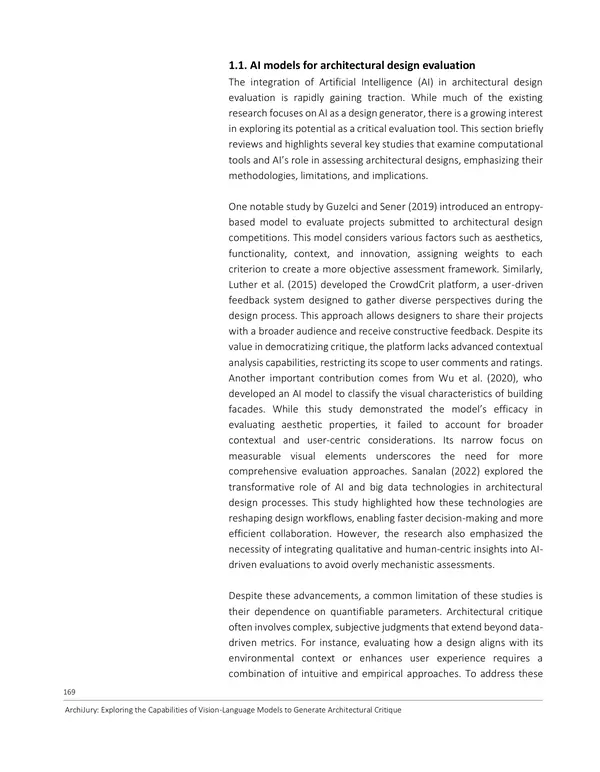 1.1. AI models for architectural design evaluation
The integration of Artificial Intelligence (AI) in architectural design
evaluation is rapidly gaining traction. While much of the existing
research focuses on AI as a design generator, there is a growing interest
in exploring its potential as a critical evaluation tool. This section briefly
reviews and highlights several key studies that examine computational
tools and AI’s role in assessing architectural designs, emphasizing their
methodologies, limitations, and implications.
One notable study by Guzelci and Sener (2019) introduced an entropy-
based model to evaluate projects submitted to architectural design
competitions. This model considers various factors such as aesthetics,
functionality, context, and innovation, assigning weights to each
criterion to create a more objective assessment framework. Similarly,
Luther et al. (2015) developed the CrowdCrit platform, a user-driven
feedback system designed to gather diverse perspectives during the
design process. This approach allows designers to share their projects
with a broader audience and receive constructive feedback. Despite its
value in democratizing critique, the platform lacks advanced contextual
analysis capabilities, restricting its scope to user comments and ratings.
Another important contribution comes from Wu et al. (2020), who
developed an AI model to classify the visual characteristics of building
facades. While this study demonstrated the model’s efficacy in
evaluating aesthetic properties, it failed to account for broader
contextual and user-centric considerations. Its narrow focus on
measurable visual elements underscores the need for more
comprehensive evaluation approaches. Sanalan (2022) explored the
transformative role of AI and big data technologies in architectural
design processes. This study highlighted how these technologies are
reshaping design workflows, enabling faster decision-making and more
efficient collaboration. However, the research also emphasized the
necessity of integrating qualitative and human-centric insights into AI-
driven evaluations to avoid overly mechanistic assessments.
Despite these advancements, a common limitation of these studies is
their dependence on quantifiable parameters. Architectural critique
often involves complex, subjective judgments that extend beyond data-
driven metrics. For instance, evaluating how a design aligns with its
environmental context or enhances user experience requires a
combination of intuitive and empirical approaches. To address these
169
ArchiJury: Exploring the Capabilities of Vision-Language Models to Generate Architectural Critique